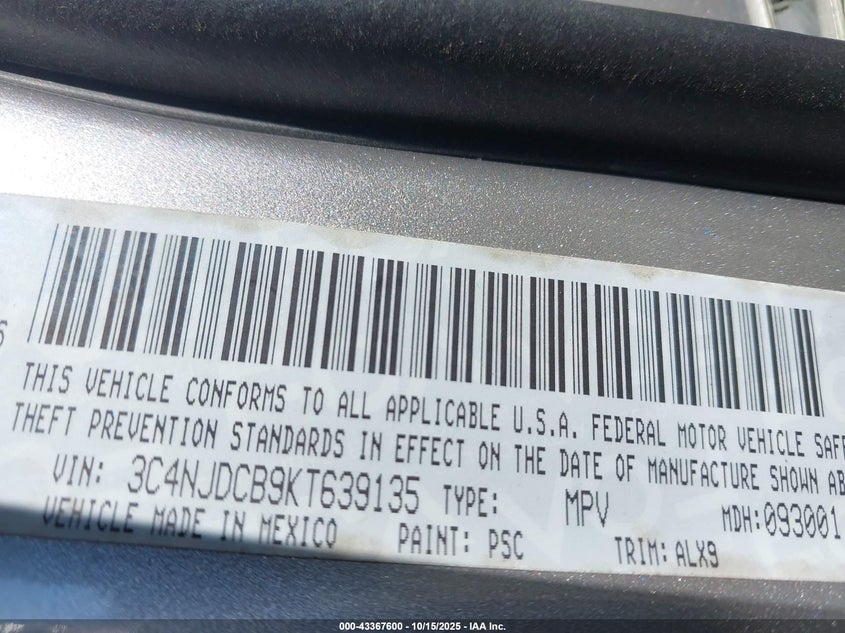 THIS VEHICLE CONFORMS TO ALL APPLICABLE U.S.A. FEDERAL MOTOR VEHICLE SAF
THEFT PREVENTION STANDARDS IN EFFECT ON THE DATE OF MANUFACTURE SHOWN AB
VIN: 3C4NJDCB9KT639135 TYPE: MPV MDH:093001
VEHICLE MADE IN MEXICO PAINT: PSC TRIM: ALX9
000-43367600 - 10/15/2025 - IAA Inc.